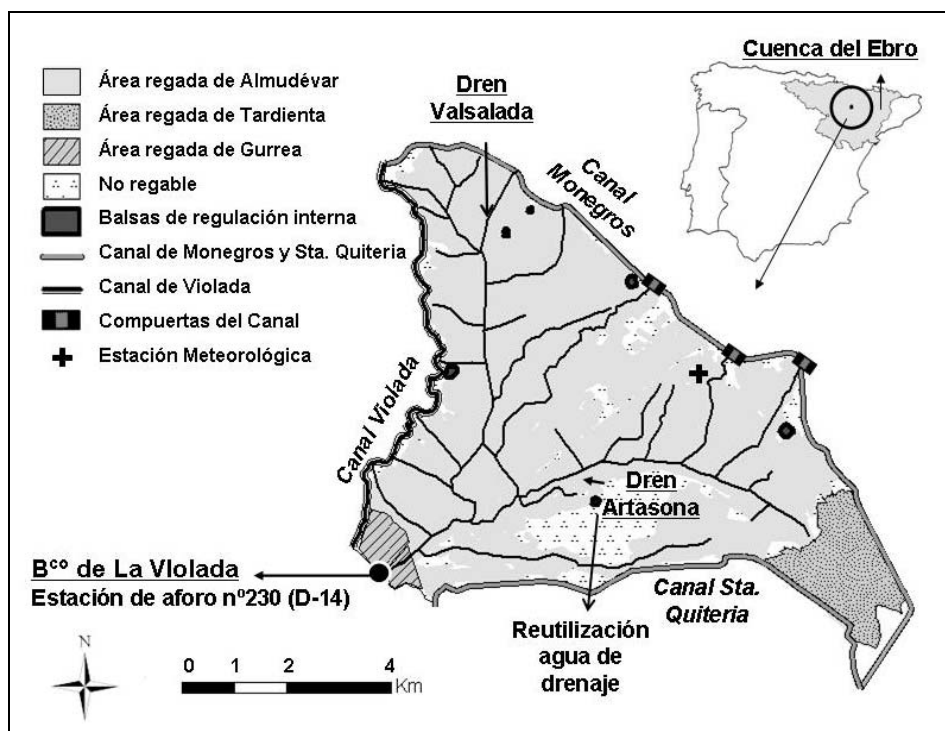 Área regada de Almudévar
Área regada de Tardienta
Área regada de Gurrea
No regable
Balsas de regulación interna
Canal de Monegros y Sta. Quiteria
Canal de Violada
Compuertas del Canal
Estación Meteorológica
Cuenca del Ebro
Dren
Valsalada
Canal
Monegros
Canal Violada
Dren
Artasona
Bᶜᵒ de La VIolada
Estación de aforo nº230 (D-14)
Canal Sta.
Quiteria
Reutilización
agua de
drenaje
N
0 1 2 4
Km